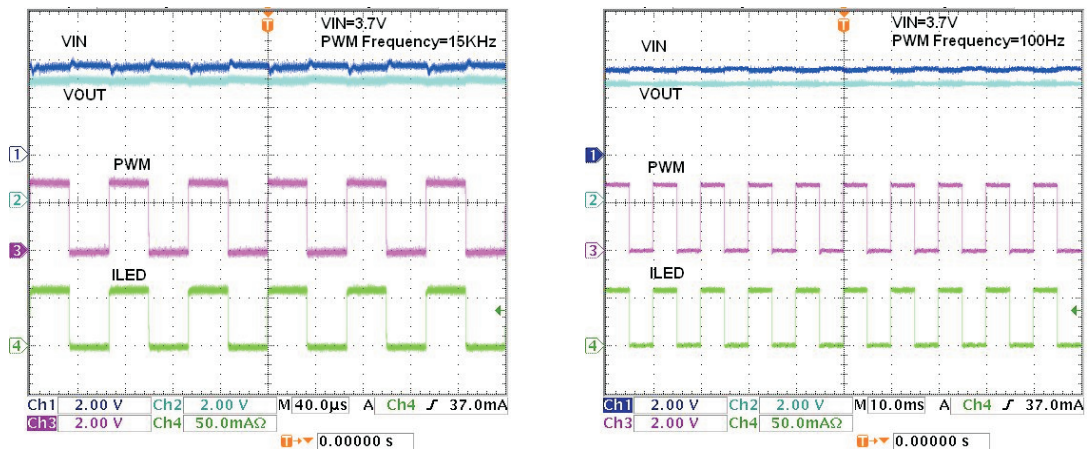 VIN=3.7V
PWM Frequency=15KHz
VIN
VOUT
1
PWM
2
3
ILED
4
Ch1 2.00 V Ch2 2.00 V M 40.0µs A Ch4 37.0mA
Ch3 2.00 V Ch4 50.0mAΩ
T 0.00000 s
VIN=3.7V
PWM Frequency=100Hz
VIN
VOUT
1
PWM
2
3
ILED
4
Ch1 2.00 V Ch2 2.00 V M 10.0ms A Ch4 37.0mA
Ch3 2.00 V Ch4 50.0mAΩ
T 0.00000 s